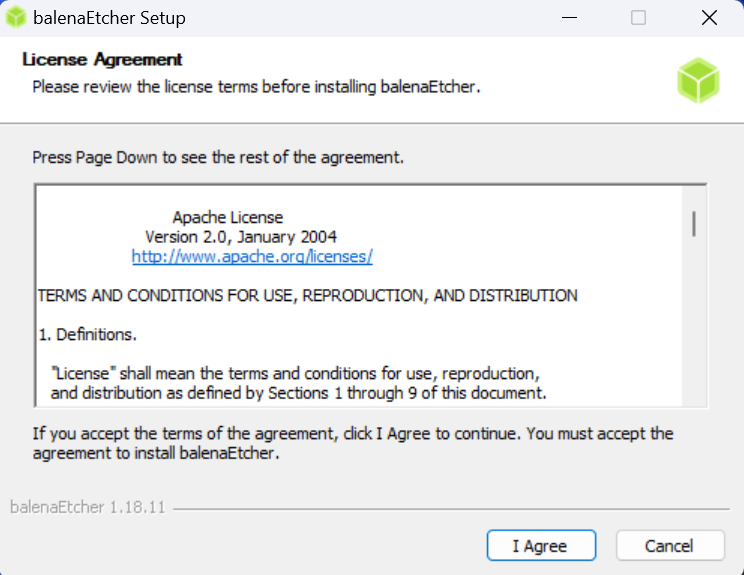 balenaEtcher Setup
License Agreement
Please review the license terms before installing balenaEtcher.
Press Page Down to see the rest of the agreement.
Apache License
Version 2.0, January 2004
http://www.apache.org/licenses/
TERMS AND CONDITIONS FOR USE, REPRODUCTION, AND DISTRIBUTION
1. Definitions.
"License" shall mean the terms and conditions for use, reproduction,
and distribution as defined by Sections 1 through 9 of this document.
If you accept the terms of the agreement, click I Agree to continue. You must accept the
agreement to install balenaEtcher.
balenaEtcher 1.18.11
I Agree
Cancel